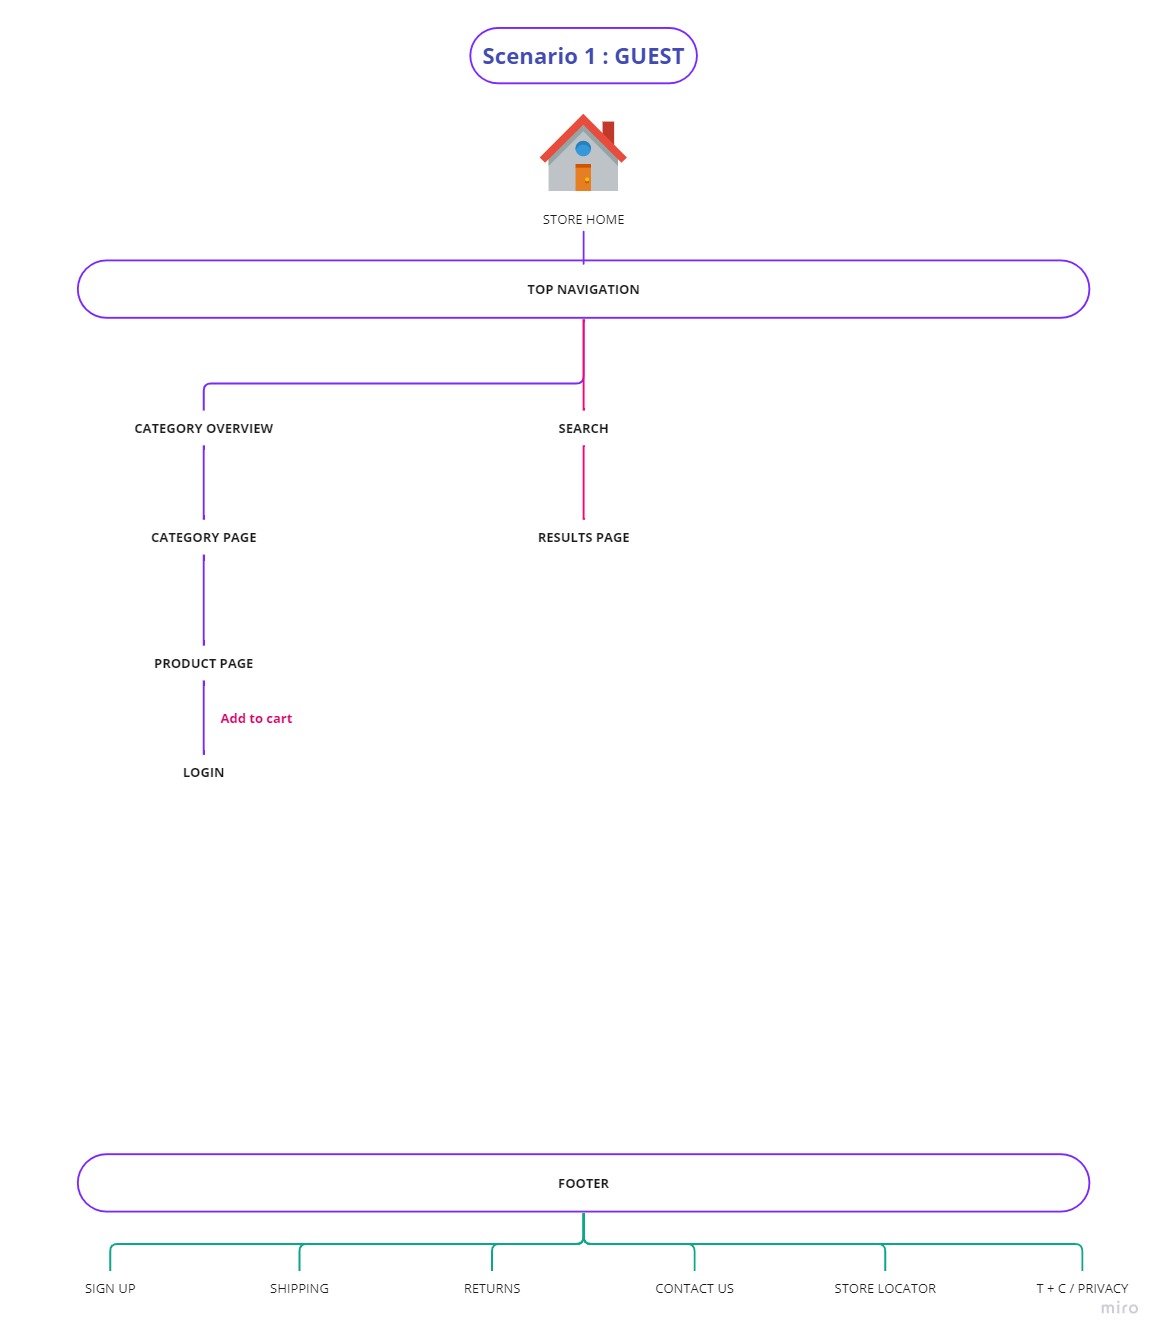 Scenario 1 : GUEST
STORE HOME
TOP NAVIGATION
CATEGORY OVERVIEW
SEARCH
CATEGORY PAGE
RESULTS PAGE
PRODUCT PAGE
Add to cart
LOGIN
FOOTER
SIGN UP
SHIPPING
RETURNS
CONTACT US
STORE LOCATOR
T + C / PRIVACY
miro